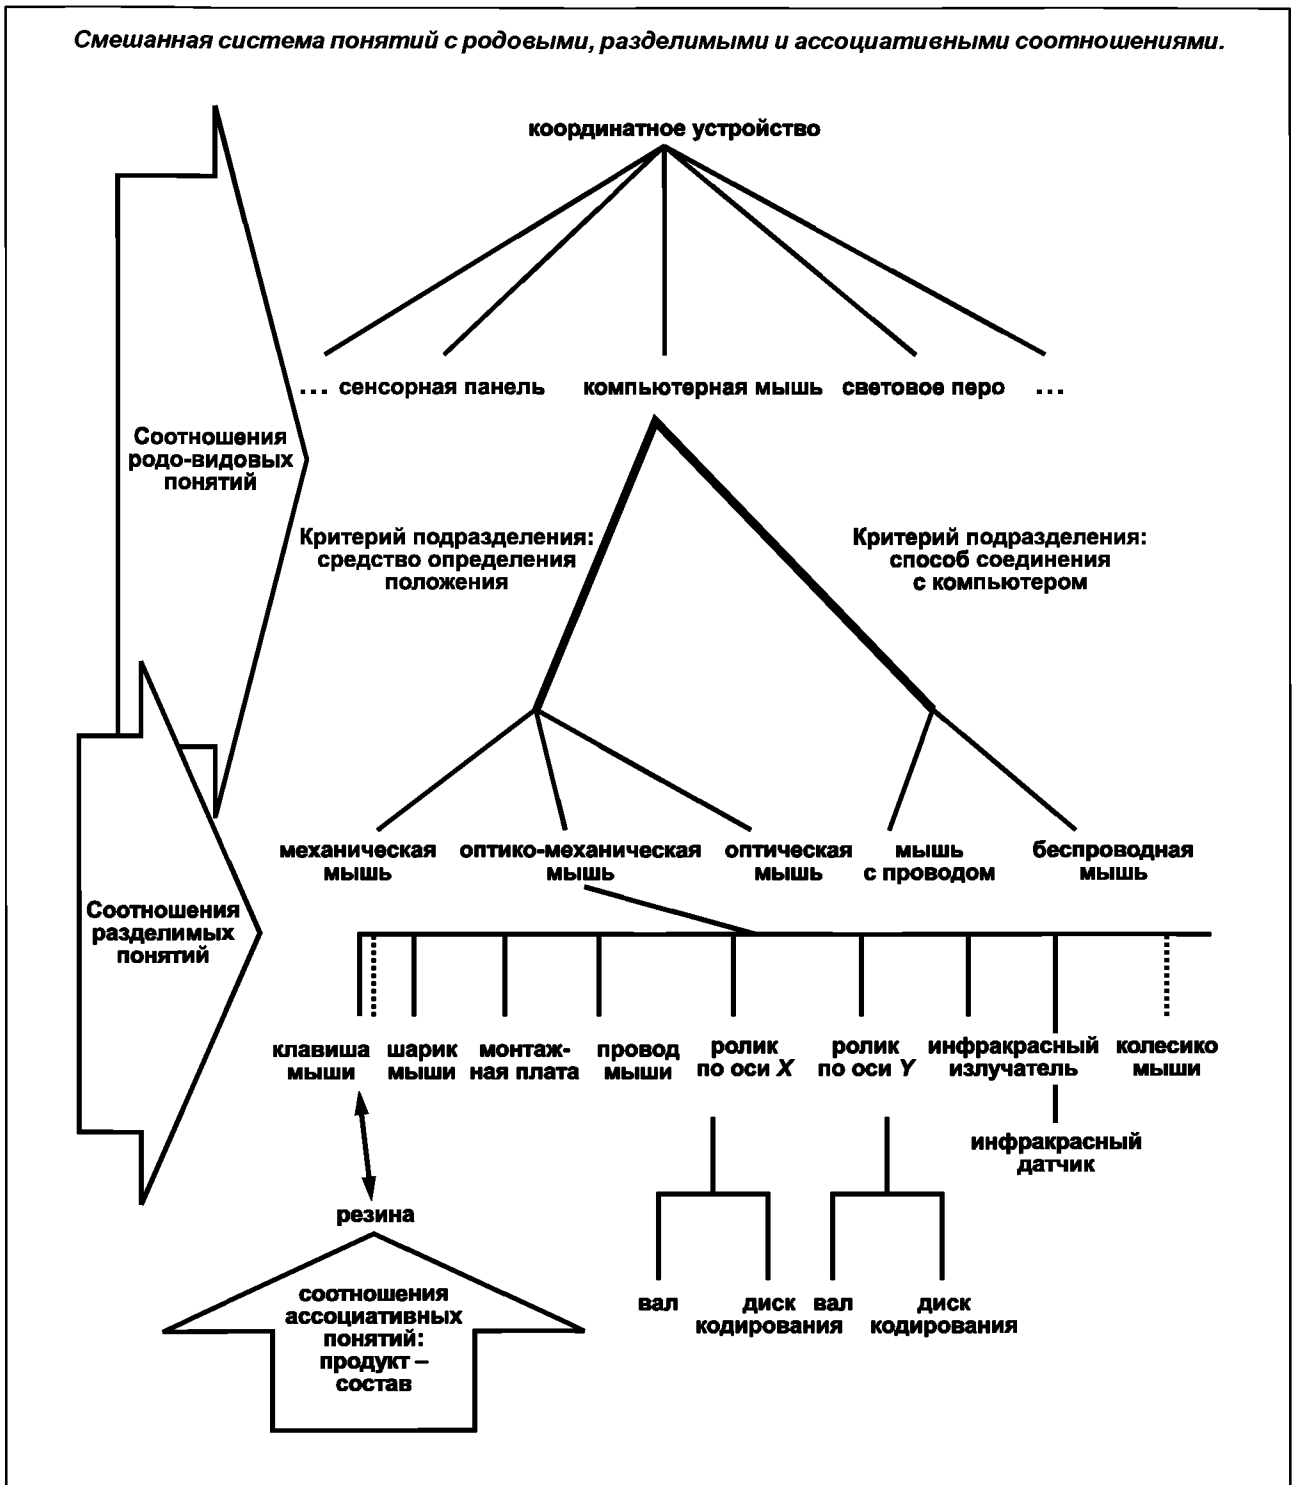 Смешанная система понятий с родовыми, разделимыми и ассоциативными соотношениями.
координатное устройство
... сенсорная панель
компьютерная мышь
световое перо
...
Соотношения
родо-видовых
понятий
Критерий подразделения:
средство определения
положения
Критерий подразделения:
способ соединения
с компьютером
механическая
мышь
оптико-механическая
мышь
оптическая
мышь
мышь
с проводом
беспроводная
мышь
Соотношения
разделимых
понятий
клавиша
мыши
шарик
мыши
монтаж-
ная плата
провод
мыши
ролик
по оси X
ролик
по оси Y
инфракрасный
излучатель
колесико
мыши
инфракрасный
датчик
резина
вал
диск
кодирования
вал
диск
кодирования
соотношения
ассоциативных
понятий:
продукт –
состав